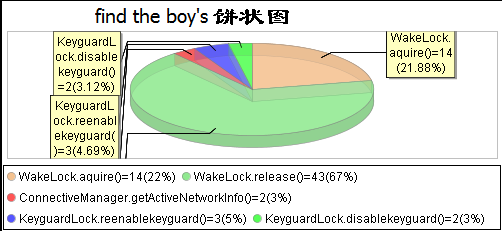 find the boy's 饼状图
KeyguardL
ock.disable
keyguard()
=2(3.12%)
WakeLock.
aquire()=14
(21.88%)
KeyguardL
ock.reenabl
ekeyguard(
)=3(4.69%)
WakeLock.aquire()=14(22%) WakeLock.release()=43(67%)
ConnectiveManager.getActiveNetworkInfo()=2(3%)
KeyguardLock.reenablekeyguard()=3(5%) KeyguardLock.disablekeyguard()=2(3%)